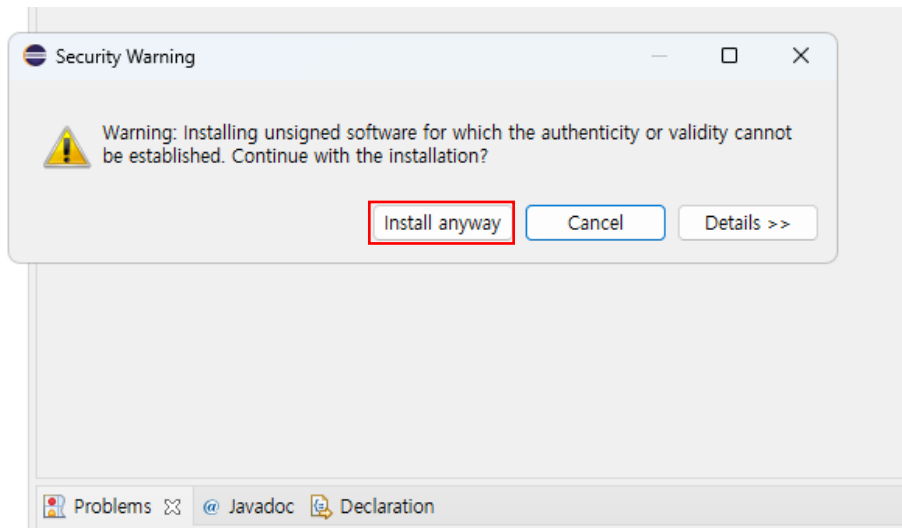 Security Warning
Warning: Installing unsigned software for which the authenticity or validity cannot
be established. Continue with the installation?
Install anyway Cancel Details >>
Problems @ Javadoc Declaration